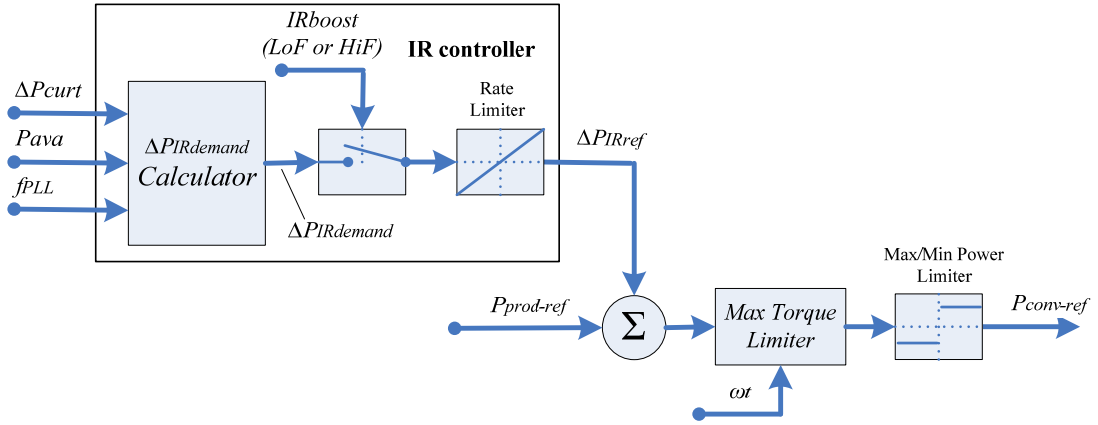 IRboost
(LoF or HiF)
IR controller
ΔPcurt
Pava
fPLL
ΔPIRdemand
Calculator
ΔPIRdemand
Rate
Limiter
ΔPIRref
Pprod-ref
Σ
Max Torque
Limiter
ωt
Max/Min Power
Limiter
Pconv-ref